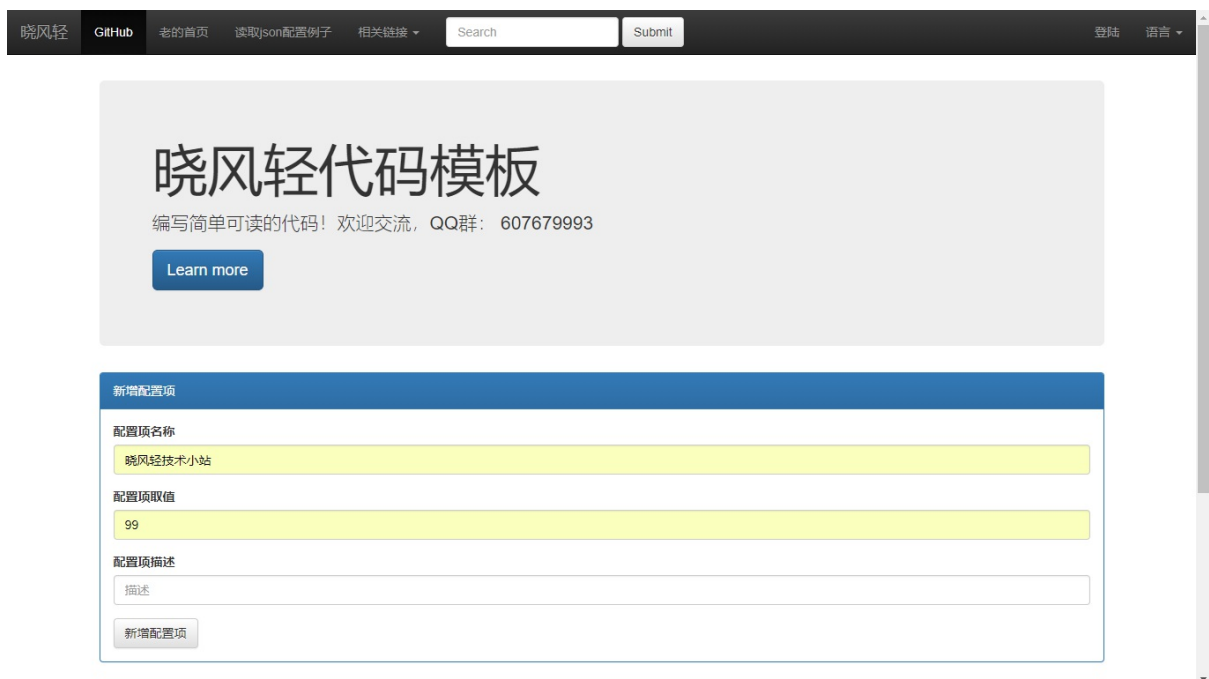 晓风轻 GitHub 老的首页 读取json配置例子 相关链接 Search Submit 登陆 语言
晓风轻代码模板
编写简单可读的代码！欢迎交流，QQ群： 607679993
Learn more
新增配置项
配置项名称
晓风轻技术小站
配置项取值
99
配置项描述
描述
新增配置项